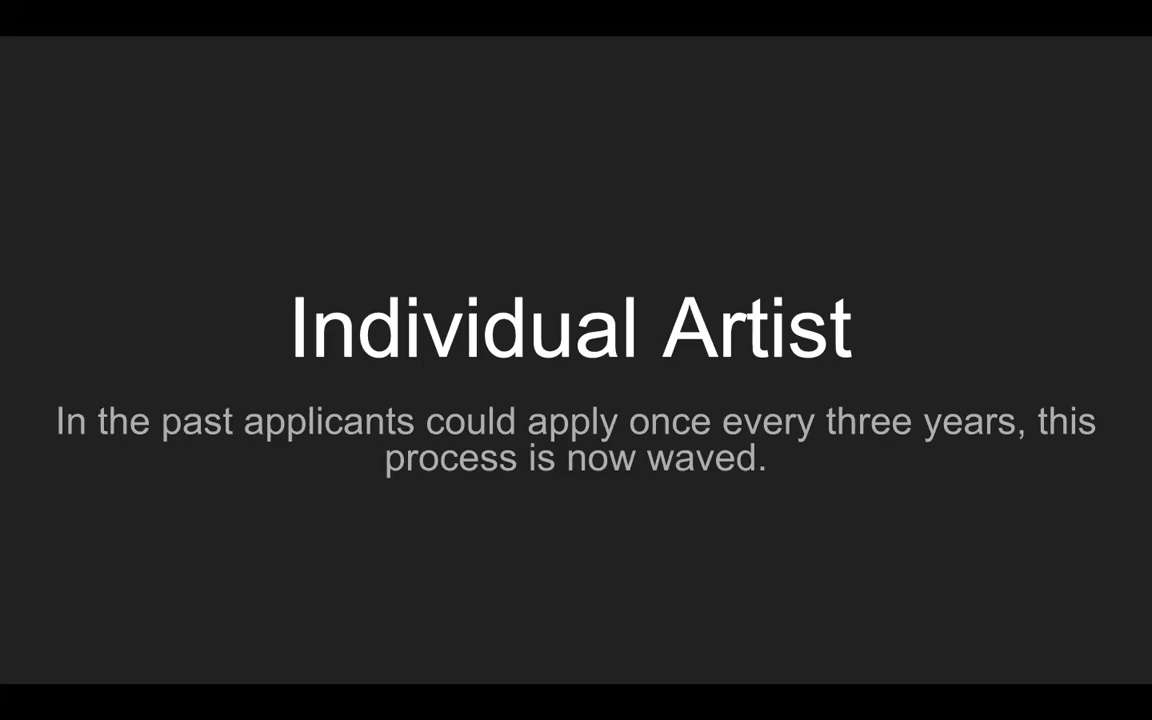 Individual Artist
In the past applicants could apply once every three years, this
process is now waved.